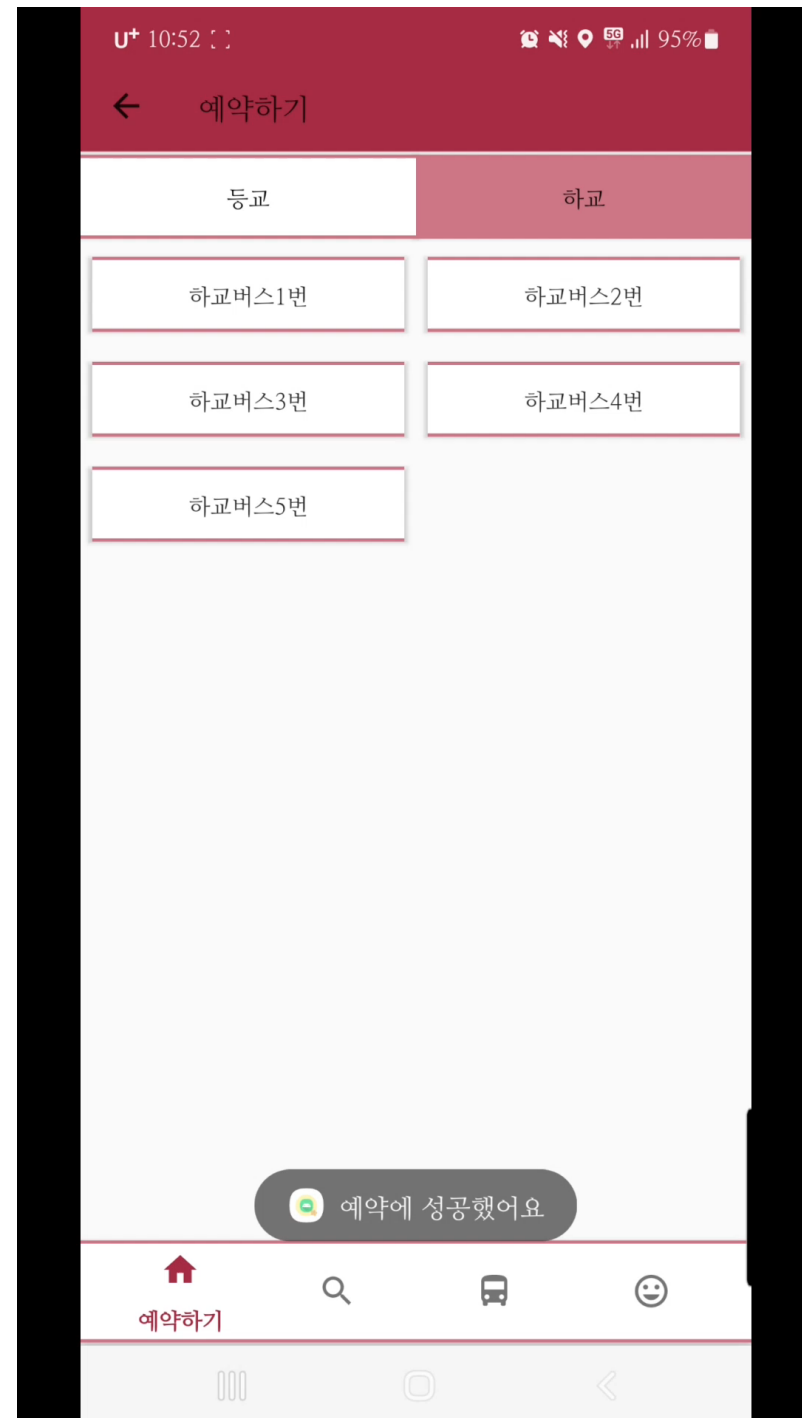 U+ 10:52 5G 95%
예약하기
등교 하교
하교버스1번 하교버스2번
하교버스3번 하교버스4번
하교버스5번
예약에 성공했어요
예약하기